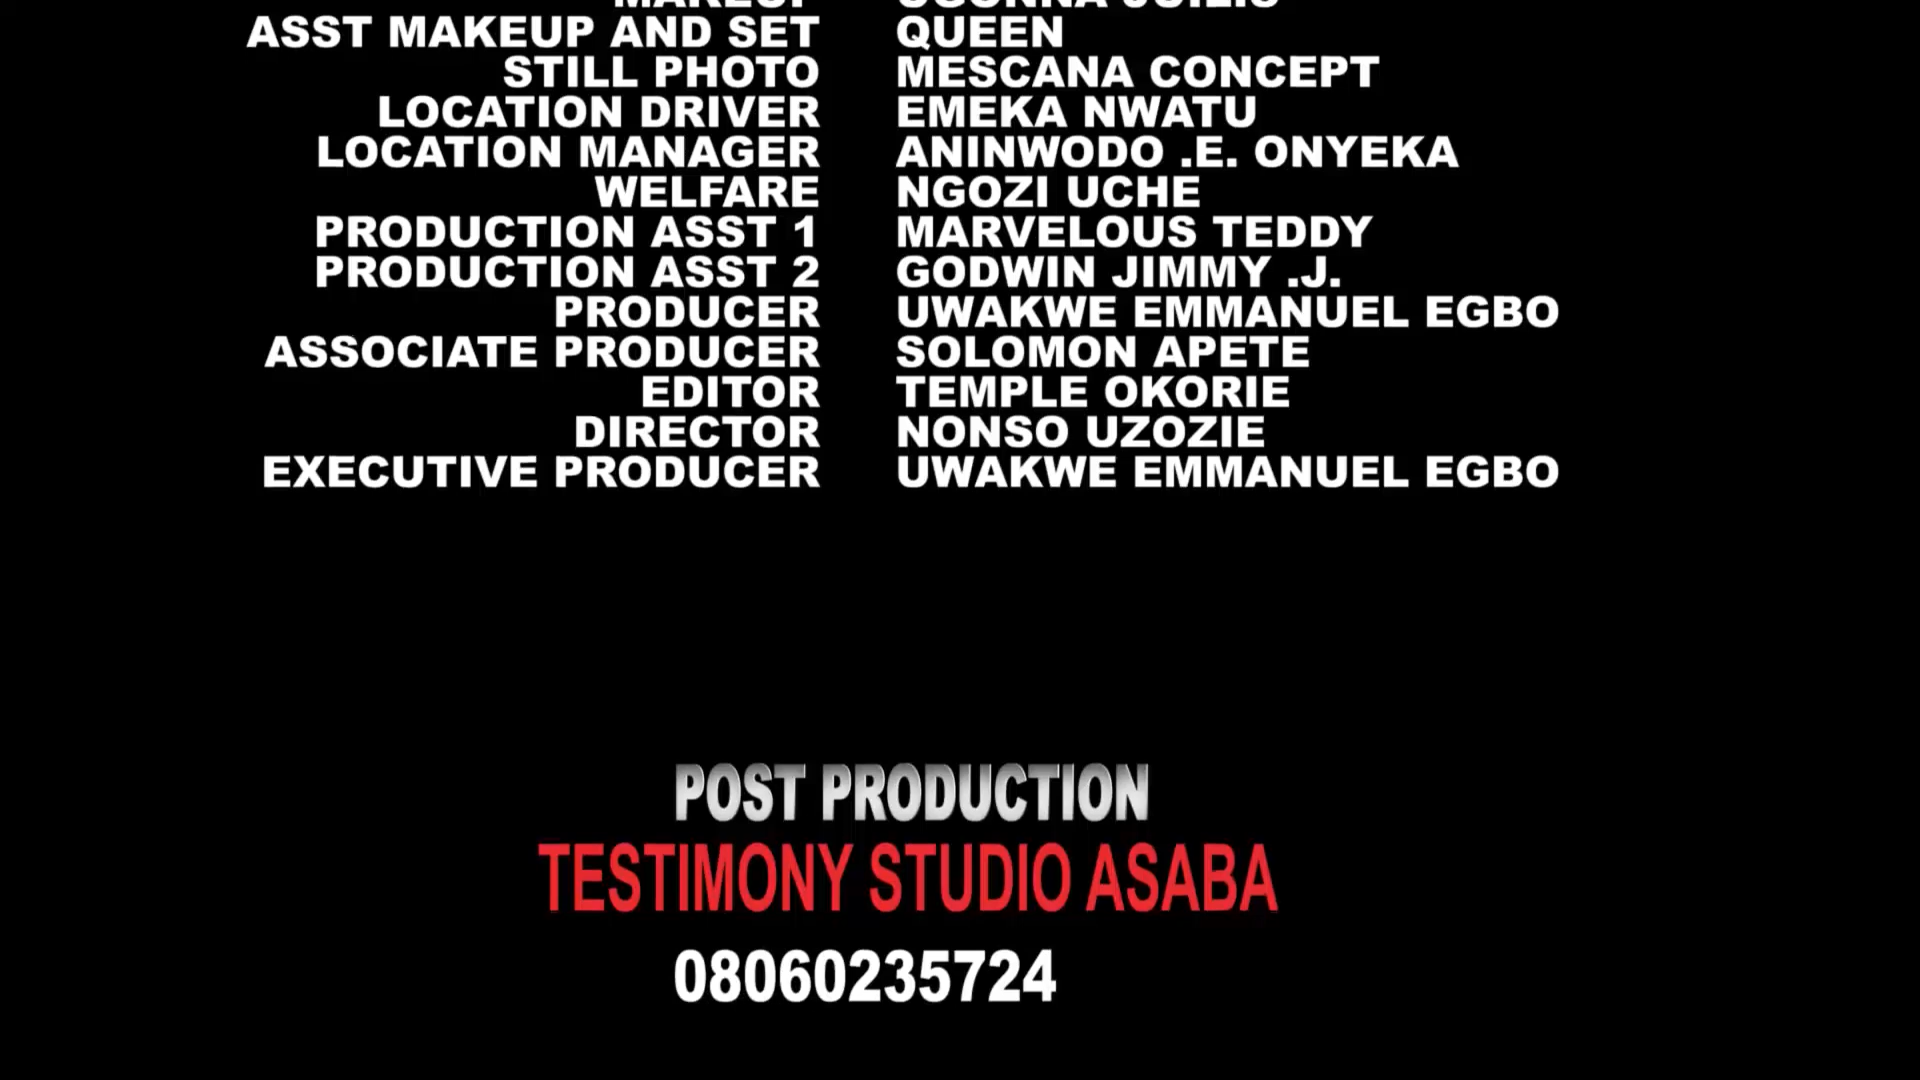 ASST MAKEUP AND SET QUEEN
STILL PHOTO MESCANA CONCEPT
LOCATION DRIVER EMEKA NWATU
LOCATION MANAGER ANINWODO .E. ONYEKA
WELFARE NGOZI UCHE
PRODUCTION ASST 1 MARVELOUS TEDDY
PRODUCTION ASST 2 GODWIN JIMMY .J.
PRODUCER UWAKWE EMMANUEL EGBO
ASSOCIATE PRODUCER SOLOMON APETE
EDITOR TEMPLE OKORIE
DIRECTOR NONSO UZOZIE
EXECUTIVE PRODUCER UWAKWE EMMANUEL EGBO
POST PRODUCTION
TESTIMONY STUDIO ASABA
08060235724